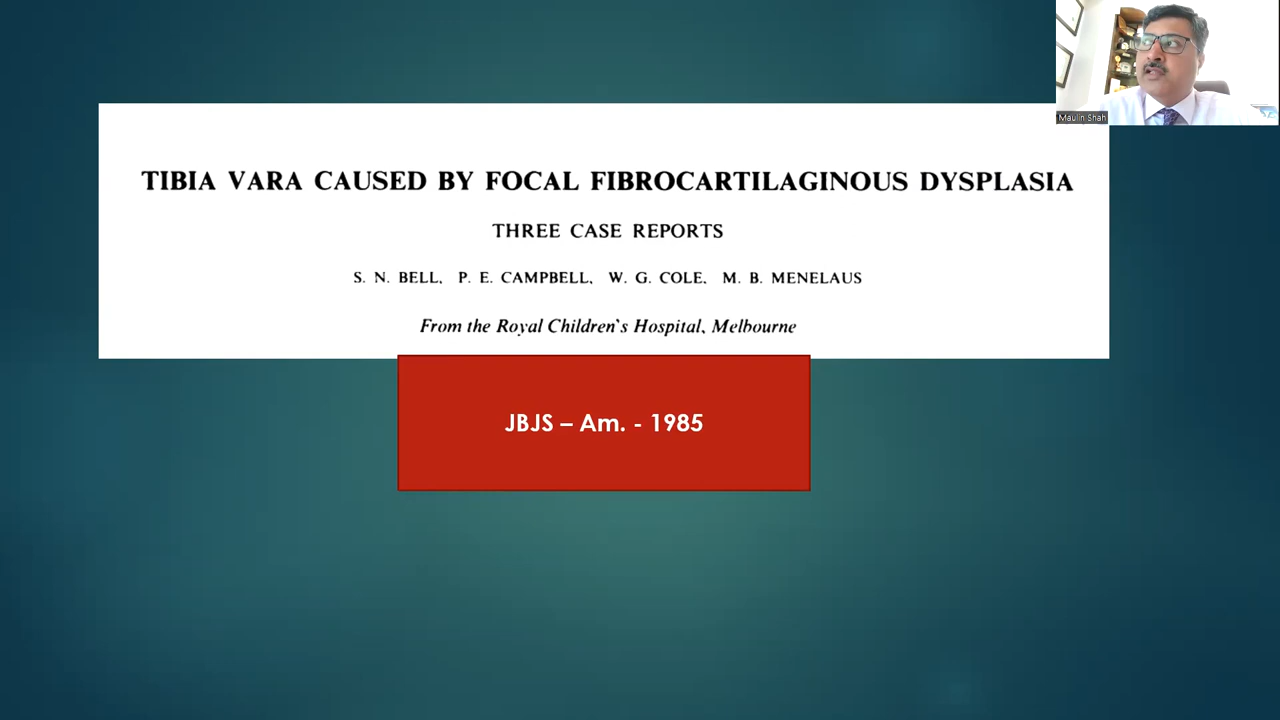 TIBIA VARA CAUSED BY FOCAL FIBROCARTILAGINOUS DYSPLASIA
THREE CASE REPORTS
S. N. BELL, P. E. CAMPBELL, W. G. COLE, M. B. MENELAUS
From the Royal Children's Hospital, Melbourne
JBJS – Am. - 1985
Maulin Shah